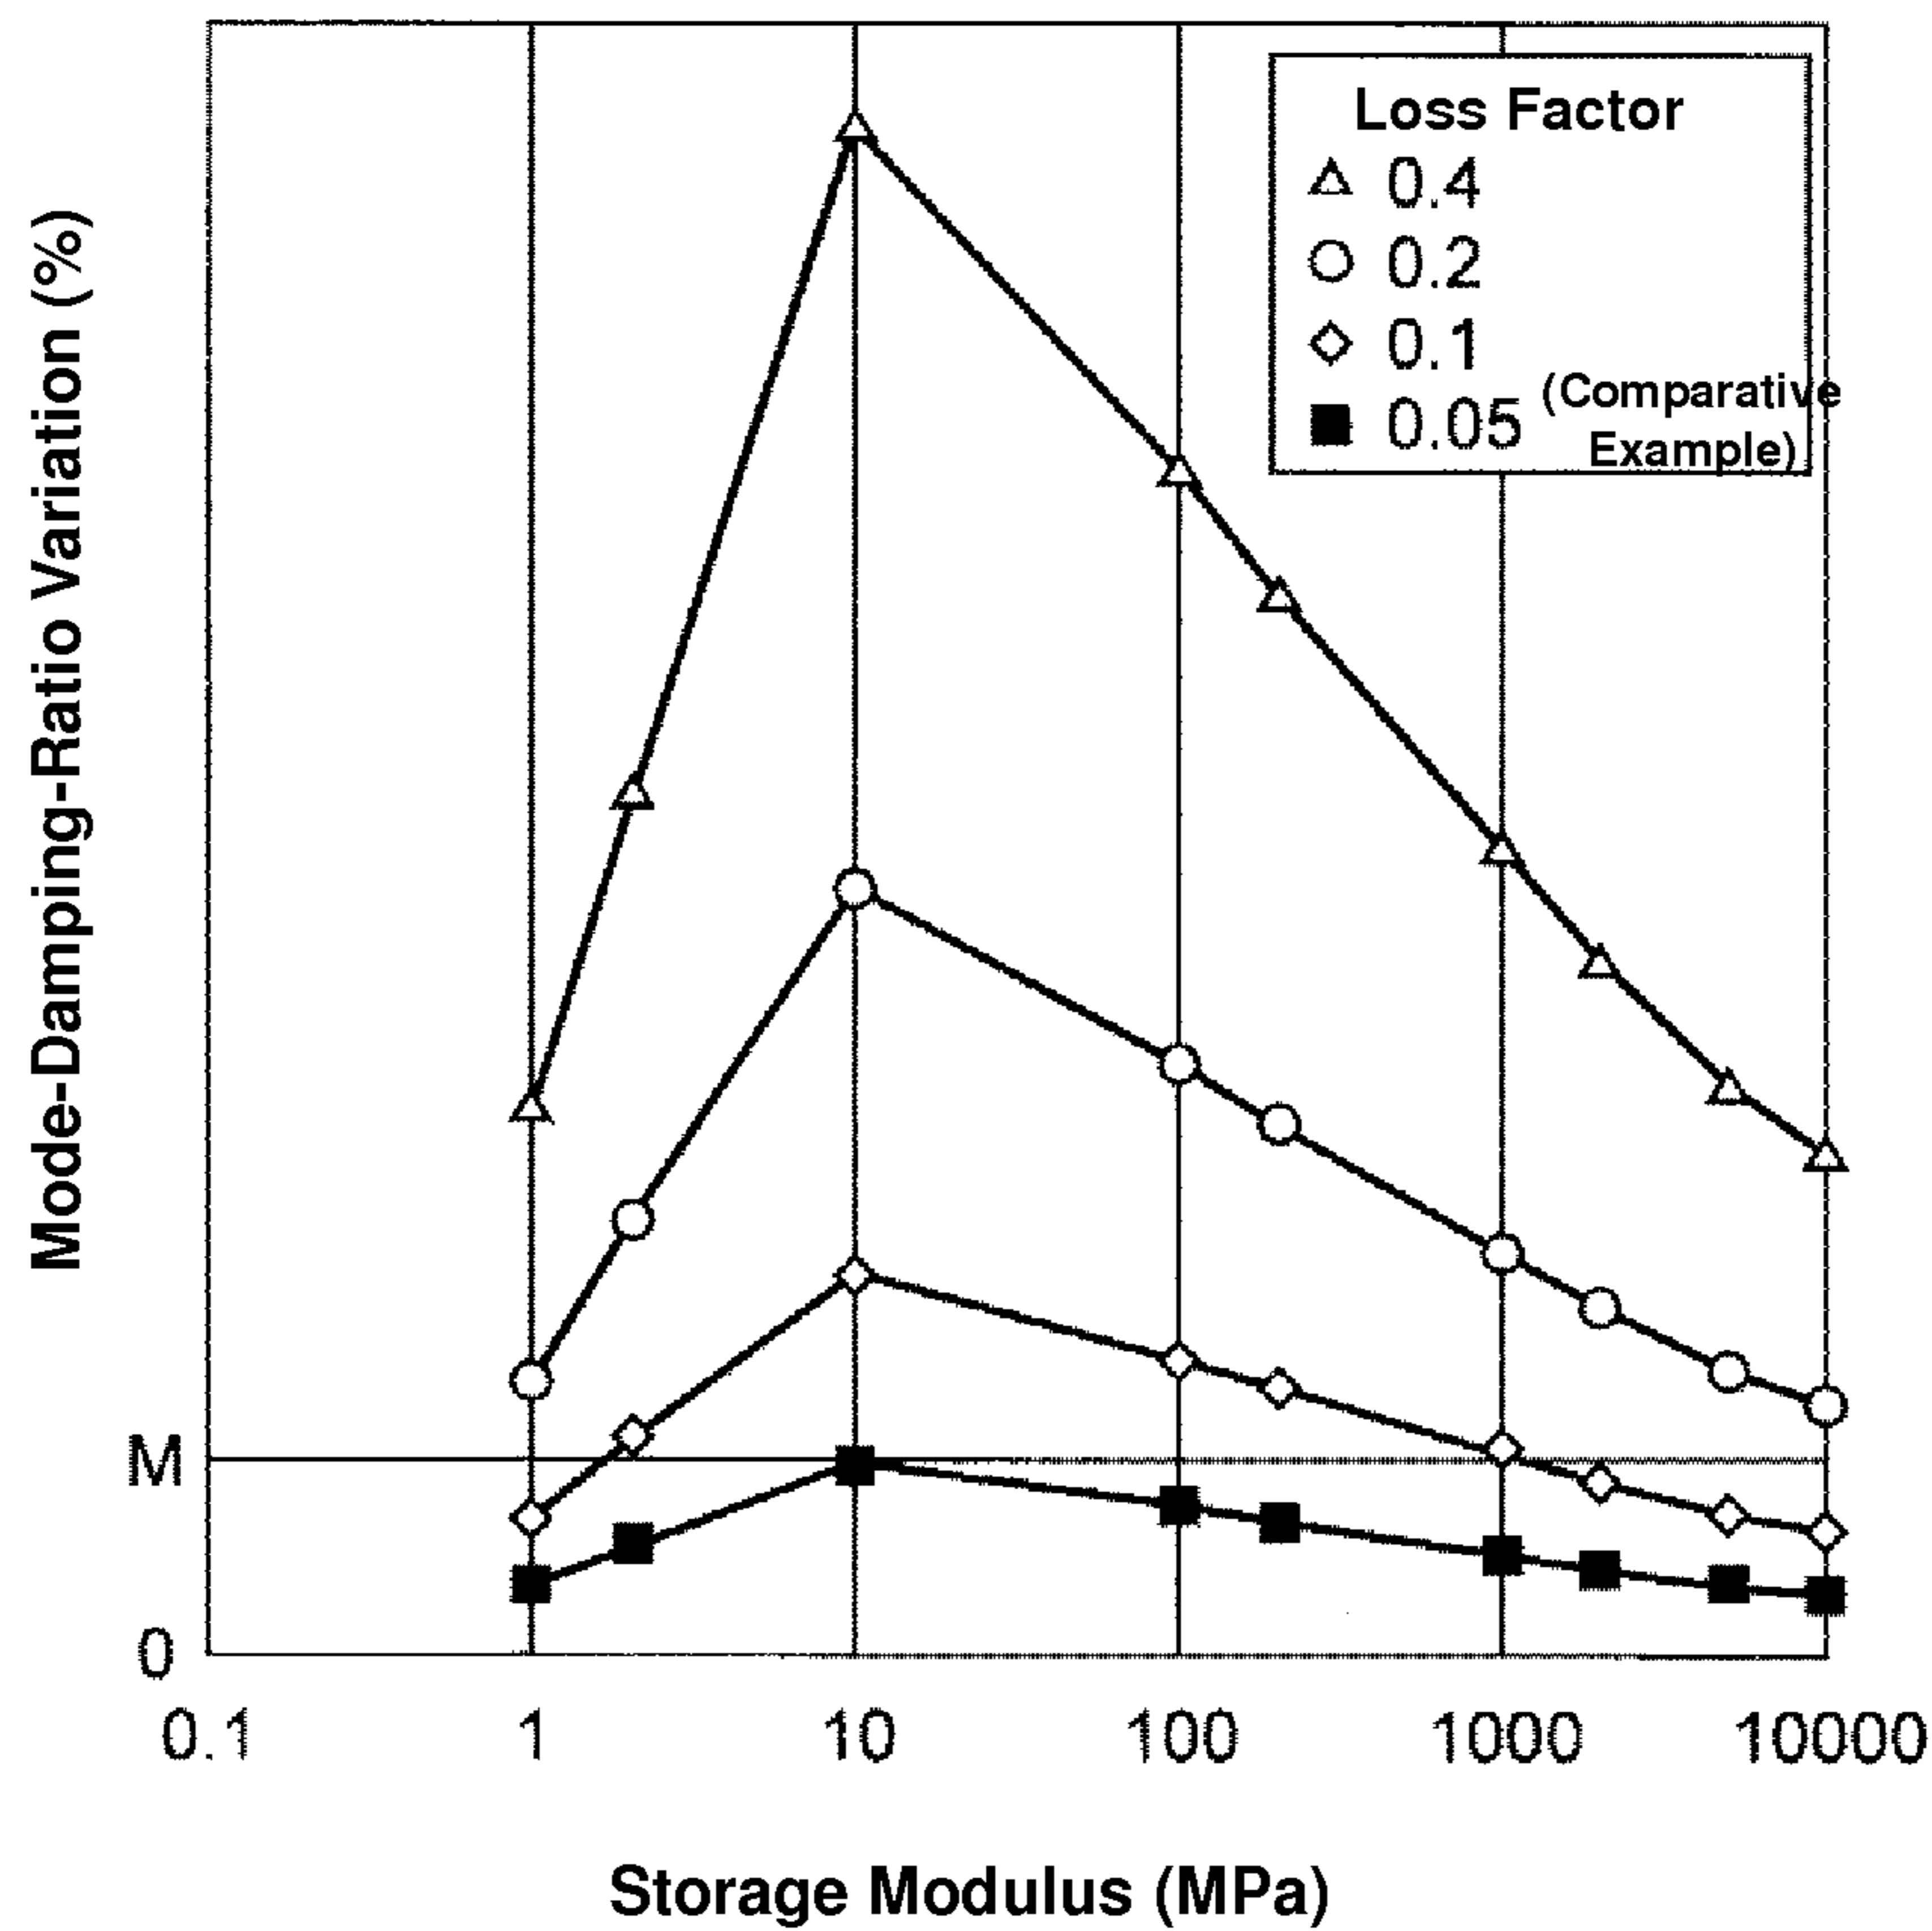 Mode-Damping-Ratio Variation (%)
Loss Factor
0.4
0.2
0.1
0.05 (Comparative
Example)
M
0
0.1 1 10 100 1000 10000
Storage Modulus (MPa)